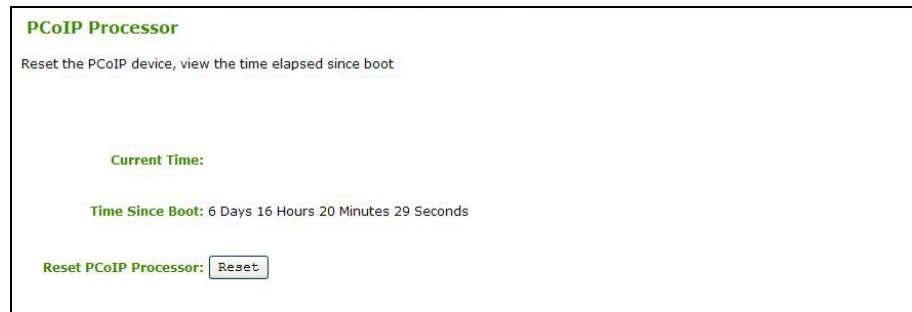 PCoIP Processor
Reset the PCoIP device, view the time elapsed since boot
Current Time:
Time Since Boot: 6 Days 16 Hours 20 Minutes 29 Seconds
Reset PCoIP Processor: Reset